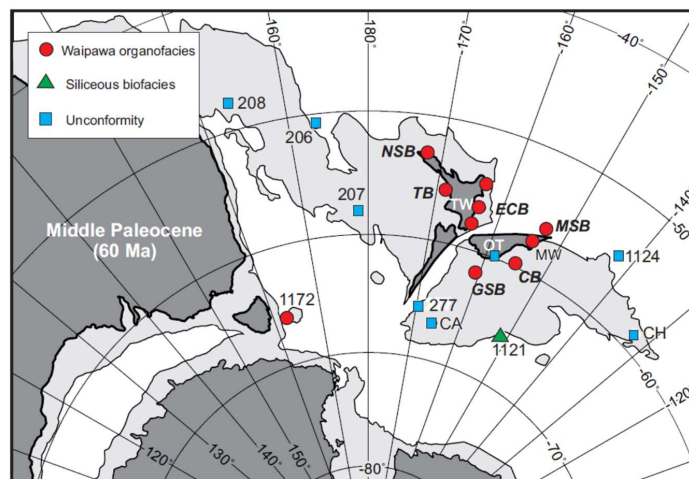 -160°
-180°
-170°
-160°
-40°
-150°
Waipawa organofacies
Siliceous biofacies
Unconformity
208
206
NSB
207
TB
TW
ECB
-140°
Middle Paleocene
(60 Ma)
MSB
-50°
OT
MW
1124
GSB
CB
1172
277
CA
1121
CH
-60°
-120°
120°
130°
140°
150°
-70°
-80°